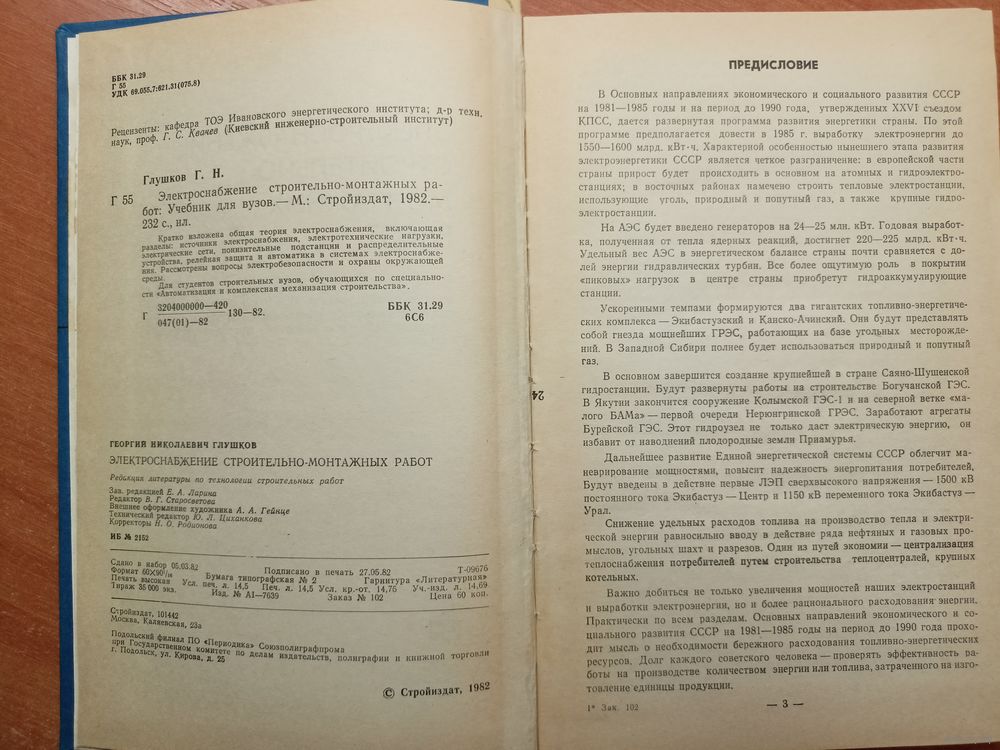 ББК 31.29
Г 55
УДК 69.055.7:621.31(075.8)
Рецензенты: кафедра ТОЭ Ивановского энергетического института; д-р техн.
наук, проф. Г. С. Квачев (Киевский инженерно-строительный институт)
Глушков Г. Н.
Г 55 Электроснабжение строительно-монтажных ра-
бот: Учебник для вузов.— М.: Стройиздат, 1982.—
232 с., ил.
Кратко изложена общая теория электроснабжения, включающая
разделы: источники электроснабжения, электротехнические нагрузки,
электрические сети, понизительные подстанции и распределительные
устройства, релейная защита и автоматика в системах электроснабже-
ния. Рассмотрены вопросы электробезопасности и охраны окружающей
среды.
Для студентов строительных вузов, обучающихся по специально-
сти «Автоматизация и комплексная механизация строительства».
Г 3204000000—420
047(01)—82 130—82.
ББК 31.29
6С6
ГЕОРГИЙ НИКОЛАЕВИЧ ГЛУШКОВ
ЭЛЕКТРОСНАБЖЕНИЕ СТРОИТЕЛЬНО-МОНТАЖНЫХ РАБОТ
Редакция литературы по технологии строительных работ
Зав. редакцией Е. А. Ларина
Редактор В. Г. Старосветова
Внешнее оформление художника А. А. Гейнце
Технический редактор Ю. Л. Циханкова
Корректоры Н. О. Родионова
ИБ № 2152
Сдано в набор 05.03.82 Подписано в печать 27.05.82 Т-09676
Формат 60×90¹/₁₆ Бумага типографская № 2 Гарнитура «Литературная»
Печать высокая Усл. печ. л. 14,5 Печ. л. 14,5 Усл. кр.-от. 14,75 Уч.-изд. л. 14,69
Тираж 35 000 экз. Изд. № AI—7639 Заказ № 102 Цена 60 коп.
Стройиздат, 101442
Москва, Каляевская, 23а
Подольский филиал ПО «Периодика» Союзполиграфпрома
при Государственном комитете по делам издательств, полиграфии и книжной торговли
г. Подольск, ул. Кирова, д. 25
© Стройиздат, 1982
24
ПРЕДИСЛОВИЕ
В Основных направлениях экономического и социального развития СССР
на 1981—1985 годы и на период до 1990 года, утвержденных XXVI съездом
КПСС, дается развернутая программа развития энергетики страны. По этой
программе предполагается довести в 1985 г. выработку электроэнергии до
1550—1600 млрд. кВт·ч. Характерной особенностью нынешнего этапа развития
электроэнергетики СССР является четкое разграничение: в европейской части
страны прирост будет происходить в основном на атомных и гидроэлектро-
станциях; в восточных районах намечено строить тепловые электростанции,
использующие уголь, природный и попутный газ, а также крупные гидро-
электростанции.
На АЭС будет введено генераторов на 24—25 млн. кВт. Годовая выработ-
ка, полученная от тепла ядерных реакций, достигнет 220—225 млрд. кВт·ч.
Удельный вес АЭС в энергетическом балансе страны почти сравняется с до-
лей энергии гидравлических турбин. Все более ощутимую роль в покрытии
«пиковых» нагрузок в центре страны приобретут гидроаккумулирующие
станции.
Ускоренными темпами формируются два гигантских топливно-энергетиче-
ских комплекса — Экибастузский и Канско-Ачинский. Они будут представлять
собой гнезда мощнейших ГРЭС, работающих на базе угольных месторожде-
ний. В Западной Сибири полнее будет использоваться природный и попутный
газ.
В основном завершится создание крупнейшей в стране Саяно-Шушенской
гидростанции. Будут развернуты работы на строительстве Богучанской ГЭС.
В Якутии закончится сооружение Колымской ГЭС-I и на северной ветке «ма-
лого БАМа» — первой очереди Нерюнгринской ГРЭС. Заработают агрегаты
Бурейской ГЭС. Этот гидроузел не только даст электрическую энергию, он
избавит от наводнений плодородные земли Приамурья.
Дальнейшее развитие Единой энергетической системы СССР облегчит ма-
неврирование мощностями, повысит надежность энергопитания потребителей,
Будут введены в действие первые ЛЭП сверхвысокого напряжения — 1500 кВ
постоянного тока Экибастуз — Центр и 1150 кВ переменного тока Экибастуз —
Урал.
Снижение удельных расходов топлива на производство тепла и электри-
ческой энергии равносильно вводу в действие ряда нефтяных и газовых про-
мыслов, угольных шахт и разрезов. Один из путей экономии — централизация
теплоснабжения потребителей путем строительства теплоцентралей, крупных
котельных.
Важно добиться не только увеличения мощностей наших электростанций
и выработки электроэнергии, но и более рационального расходования энергии.
Практически по всем разделам. Основных направлений экономического и со-
циального развития СССР на 1981—1985 годы на период до 1990 года прохо-
дит мысль о необходимости бережного расходования топливно-энергетических
ресурсов. Долг каждого советского человека — проверять эффективность ра-
боты на производстве количеством энергии или топлива, затраченного на изго-
товление единицы продукции.
1* Зак. 102
— 3 —